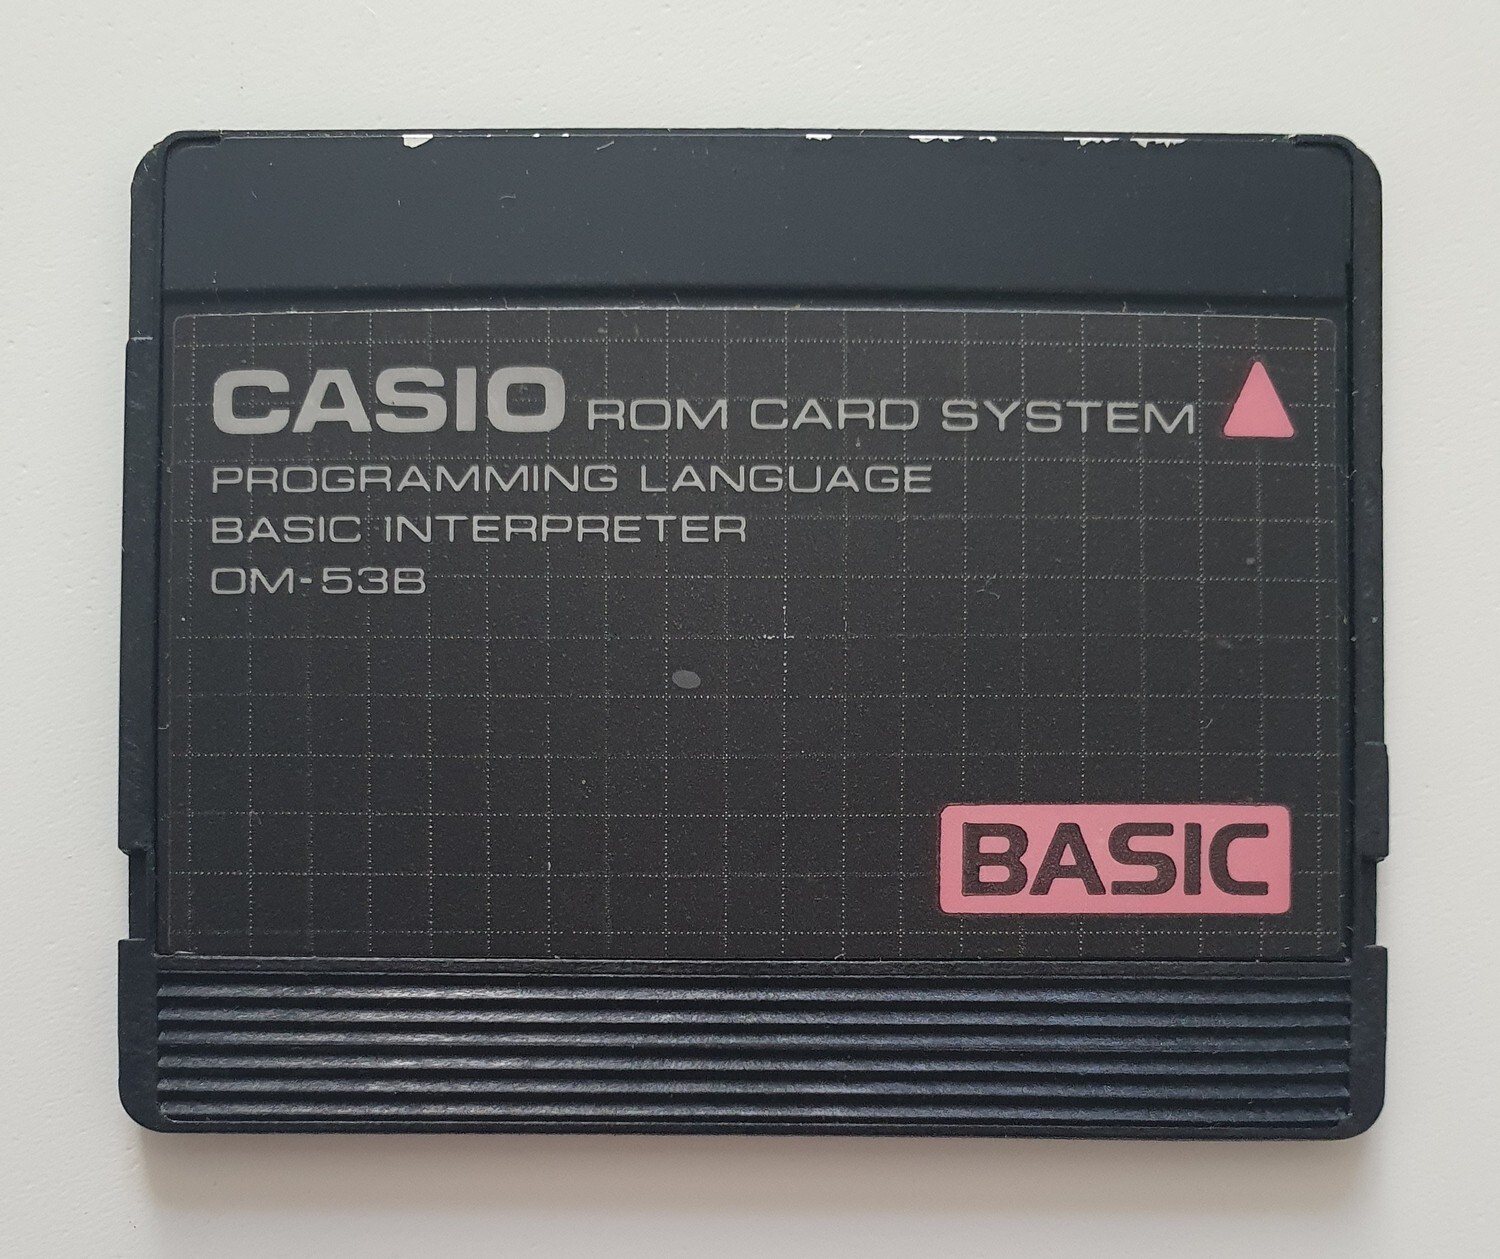 CASIO ROM CARD SYSTEM
PROGRAMMING LANGUAGE
BASIC INTERPRETER
OM-53B
BASIC